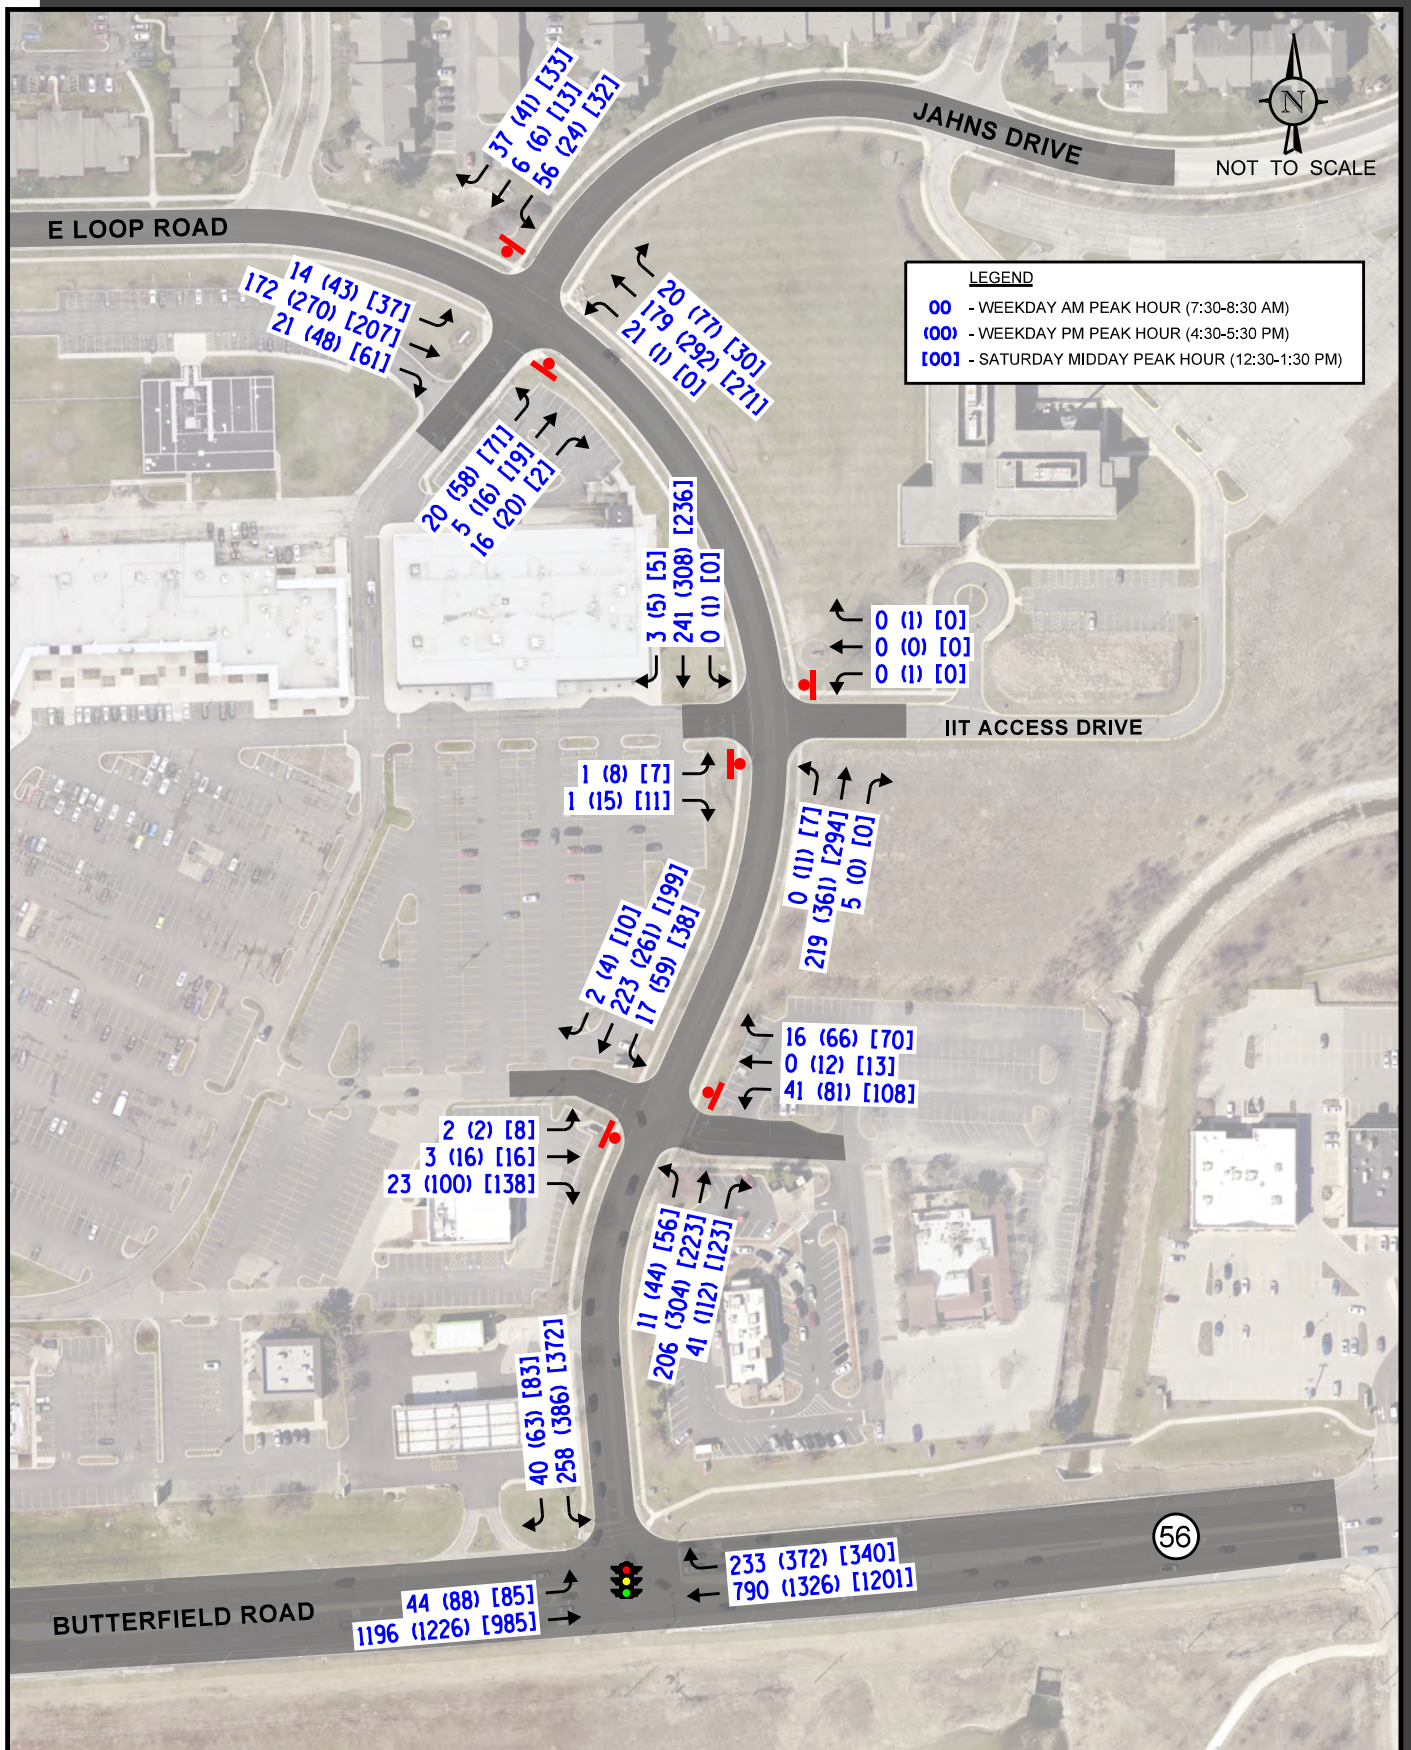 37 (41) [33]
6 (6) [13]
56 (24) [32]
JAHNS DRIVE
N
NOT TO SCALE
E LOOP ROAD
14 (43) [37]
172 (270) [207]
21 (48) [61]
20 (77) [30]
179 (292) [271]
21 (1) [0]
LEGEND
00 - WEEKDAY AM PEAK HOUR (7:30-8:30 AM)
(00) - WEEKDAY PM PEAK HOUR (4:30-5:30 PM)
[00] - SATURDAY MIDDAY PEAK HOUR (12:30-1:30 PM)
20 (58) [71]
5 (16) [19]
16 (20) [2]
3 (5) [5]
241 (308) [236]
0 (1) [0]
0 (1) [0]
0 (0) [0]
0 (1) [0]
IIT ACCESS DRIVE
1 (8) [7]
1 (15) [11]
0 (11) [7]
219 (361) [294]
5 (0) [0]
2 (4) [10]
223 (261) [199]
17 (59) [38]
16 (66) [70]
0 (12) [13]
41 (81) [108]
2 (2) [8]
3 (16) [16]
23 (100) [138]
11 (44) [56]
206 (304) [223]
41 (112) [123]
40 (63) [83]
258 (386) [372]
56
233 (372) [340]
790 (1326) [1201]
44 (88) [85]
1196 (1226) [985]
BUTTERFIELD ROAD